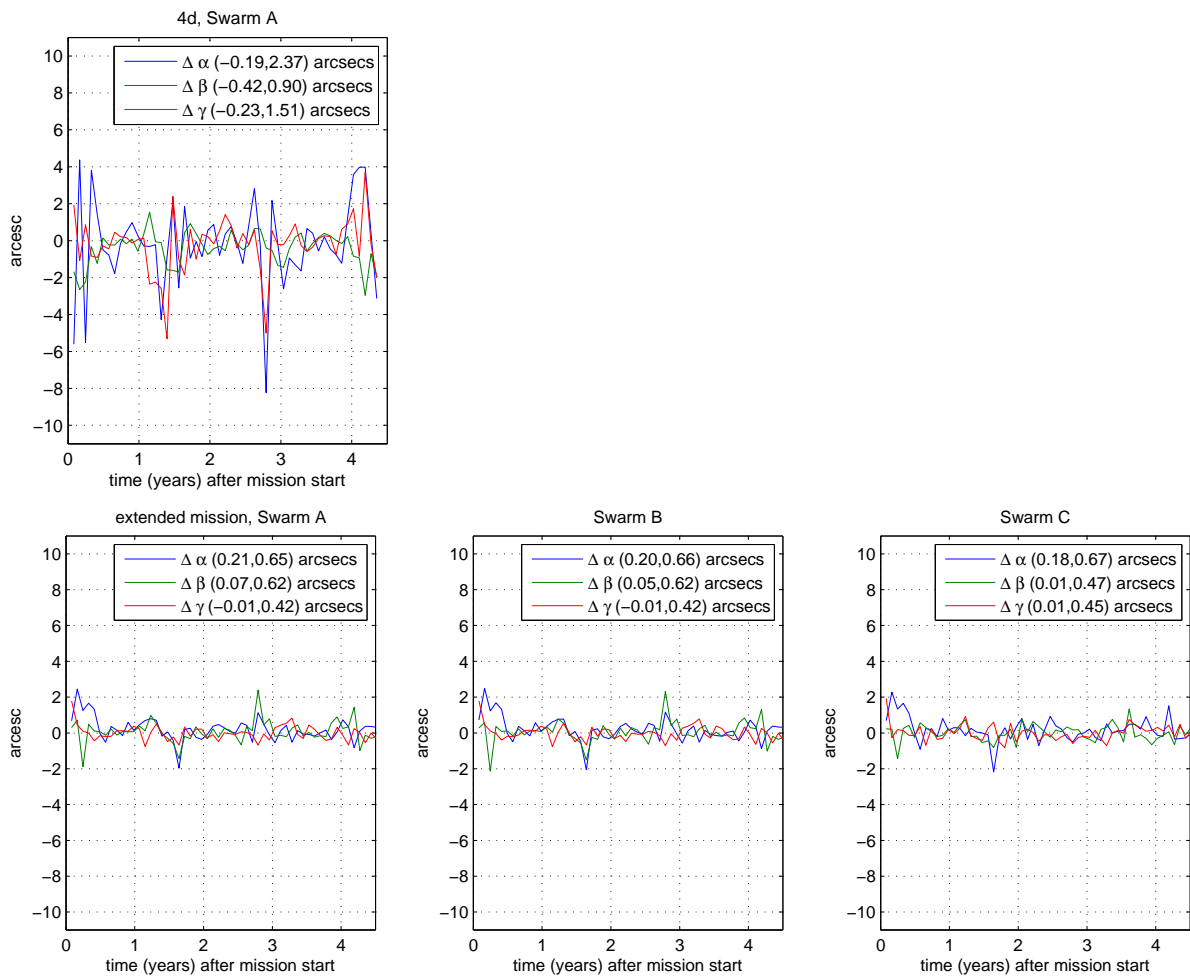 4d, Swarm A
Δ α (−0.19,2.37) arcsecs
Δ β (−0.42,0.90) arcsecs
Δ γ (−0.23,1.51) arcsecs
10
8
6
4
2
0
−2
−4
−6
−8
−10
arcesc
0 1 2 3 4
time (years) after mission start
extended mission, Swarm A
Δ α (0.21,0.65) arcsecs
Δ β (0.07,0.62) arcsecs
Δ γ (−0.01,0.42) arcsecs
10
8
6
4
2
0
−2
−4
−6
−8
−10
arcesc
0 1 2 3 4
time (years) after mission start
Swarm B
Δ α (0.20,0.66) arcsecs
Δ β (0.05,0.62) arcsecs
Δ γ (−0.01,0.42) arcsecs
10
8
6
4
2
0
−2
−4
−6
−8
−10
arcesc
0 1 2 3 4
time (years) after mission start
Swarm C
Δ α (0.18,0.67) arcsecs
Δ β (0.01,0.47) arcsecs
Δ γ (0.01,0.45) arcsecs
10
8
6
4
2
0
−2
−4
−6
−8
−10
arcesc
0 1 2 3 4
time (years) after mission start